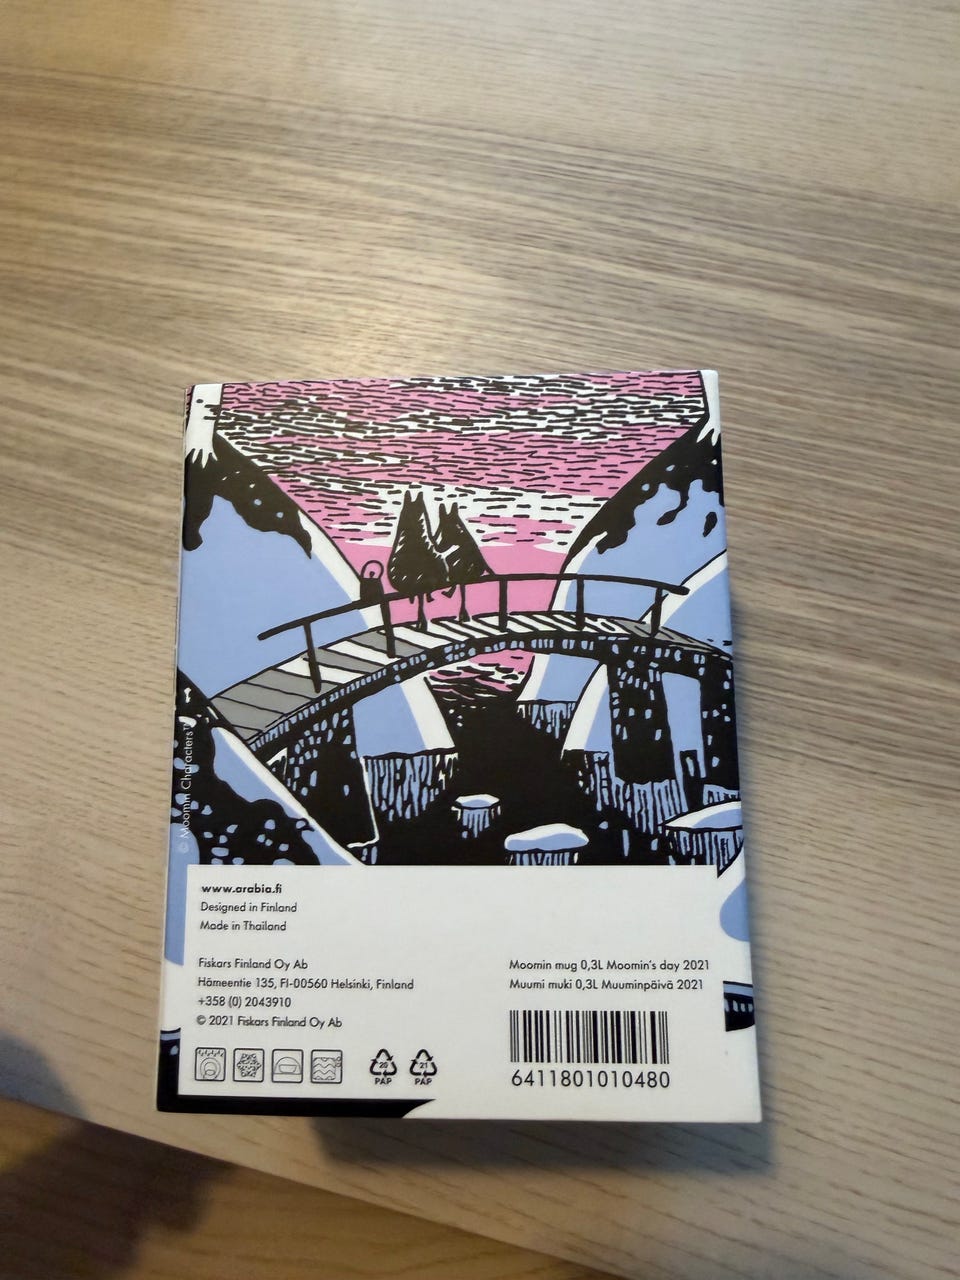 © Moomin Characters™
www.arabia.fi
Designed in Finland
Made in Thailand
Fiskars Finland Oy Ab
Hämeentie 135, FI-00560 Helsinki, Finland
+358 (0) 2043910
© 2021 Fiskars Finland Oy Ab
Moomin mug 0,3L Moomin's day 2021
Muumi muki 0,3L Muuminpäivä 2021
20
PAP
21
PAP
6411801010480